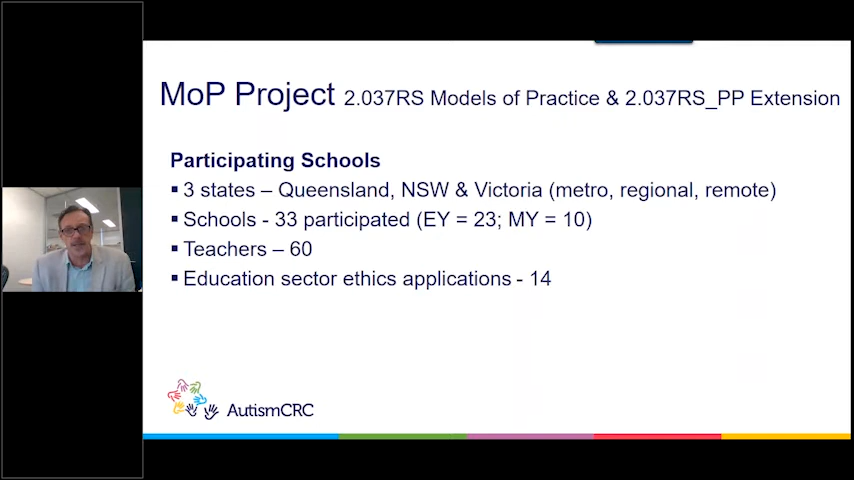 MoP Project 2.037RS Models of Practice & 2.037RS_PP Extension
Participating Schools
▪ 3 states – Queensland, NSW & Victoria (metro, regional, remote)
▪ Schools - 33 participated (EY = 23; MY = 10)
▪ Teachers – 60
▪ Education sector ethics applications - 14
AutismCRC